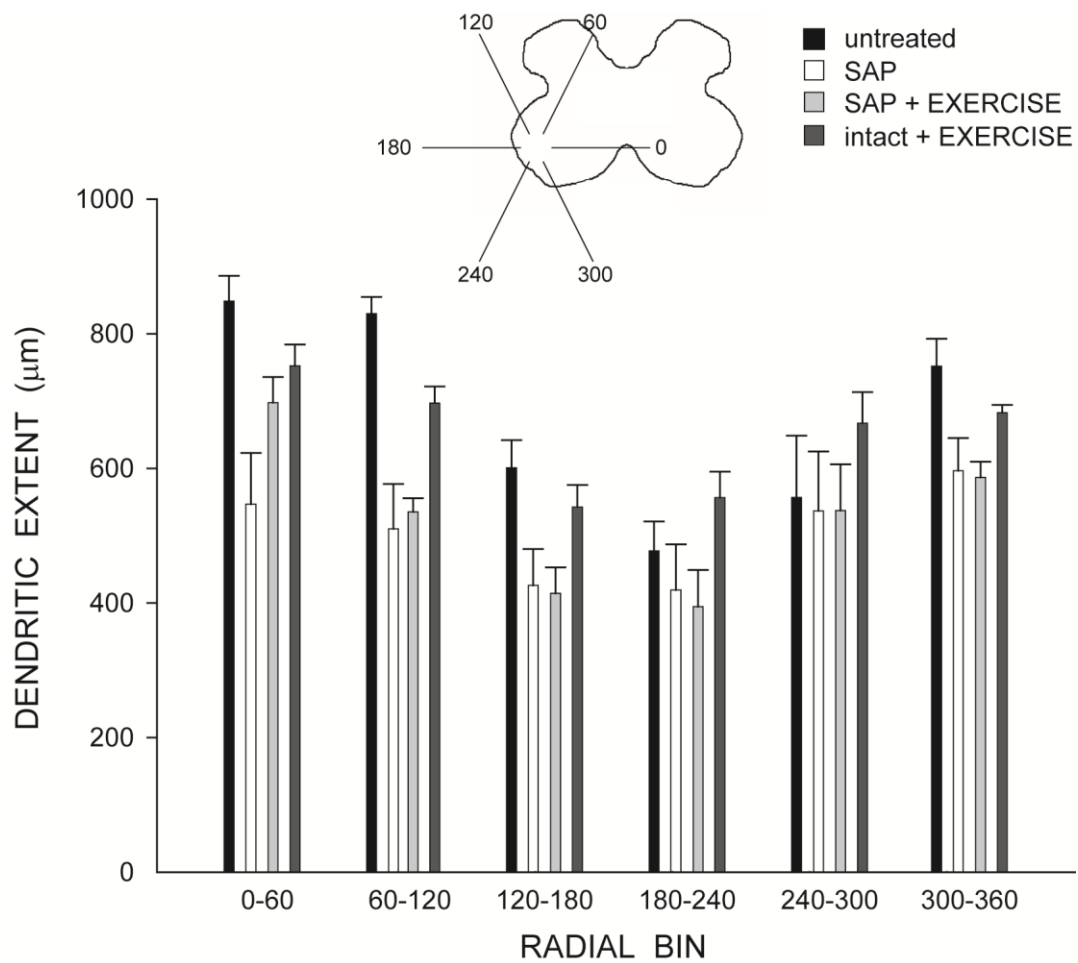 120
60
180
0
240
300
untreated
SAP
SAP + EXERCISE
intact + EXERCISE
DENDRITIC EXTENT (μm)
1000
800
600
400
200
0
0-60 60-120 120-180 180-240 240-300 300-360
RADIAL BIN